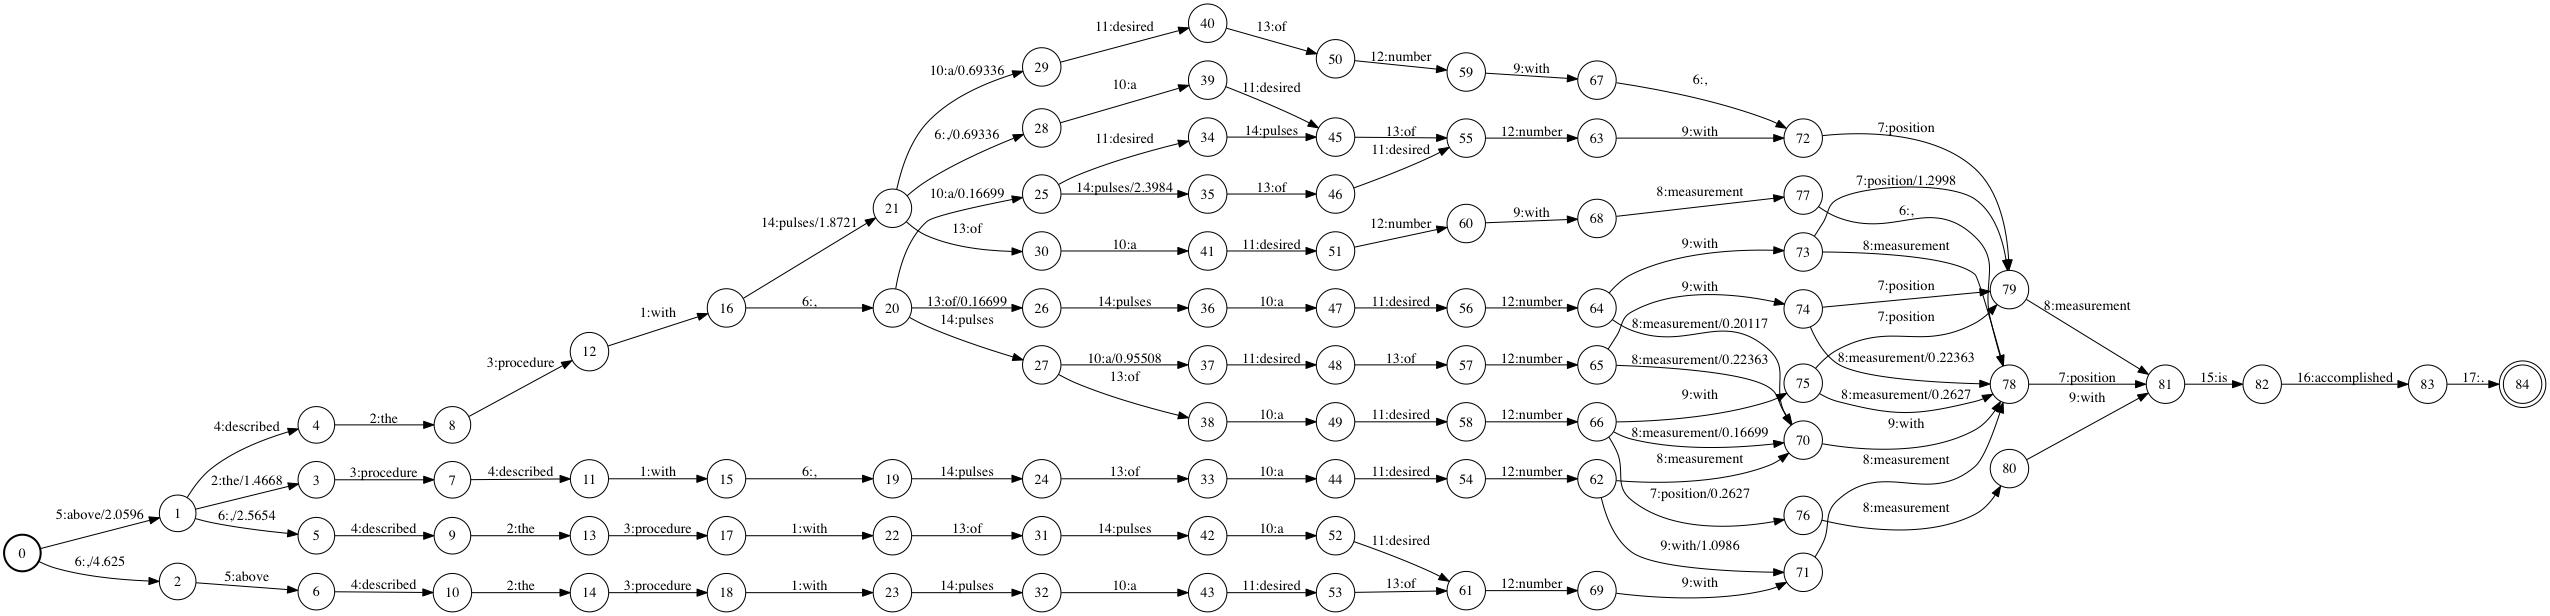 11:desired
40
13:of
10:a/0.69336
29
50
12:number
59
9:with
67
6:,
10:a
39
11:desired
6:,/0.69336
28
11:desired
34
14:pulses
45
13:of
55
12:number
63
9:with
72
7:position
10:a/0.16699
25
14:pulses/2.3984
35
13:of
46
11:desired
8:measurement
77
7:position/1.2998
14:pulses/1.8721
21
13:of
12:number
60
9:with
68
6:,
30
10:a
41
11:desired
51
9:with
73
8:measurement
16
6:,
20
13:of/0.16699
26
14:pulses
36
10:a
47
11:desired
56
12:number
64
9:with
74
7:position
79
1:with
14:pulses
8:measurement/0.20117
7:position
8:measurement
12
3:procedure
27
10:a/0.95508
37
11:desired
48
13:of
57
12:number
65
8:measurement/0.22363
8:measurement/0.22363
13:of
75
8:measurement/0.2627
78
7:position
81
15:is
82
16:accomplished
83
17:.
84
4:described
4
2:the
8
38
10:a
49
11:desired
58
12:number
66
9:with
8:measurement/0.16699
70
9:with
9:with
2:the/1.4668
3
3:procedure
7
4:described
11
1:with
15
6:,
19
14:pulses
24
13:of
33
10:a
44
11:desired
54
12:number
62
8:measurement
8:measurement
80
5:above/2.0596
1
6:,/2.5654
5
4:described
9
2:the
13
3:procedure
17
1:with
22
13:of
31
14:pulses
42
10:a
52
7:position/0.2627
76
8:measurement
11:desired
9:with/1.0986
0
6:,/4.625
2
5:above
6
4:described
10
2:the
14
3:procedure
18
1:with
23
14:pulses
32
10:a
43
11:desired
53
13:of
61
12:number
69
9:with
71